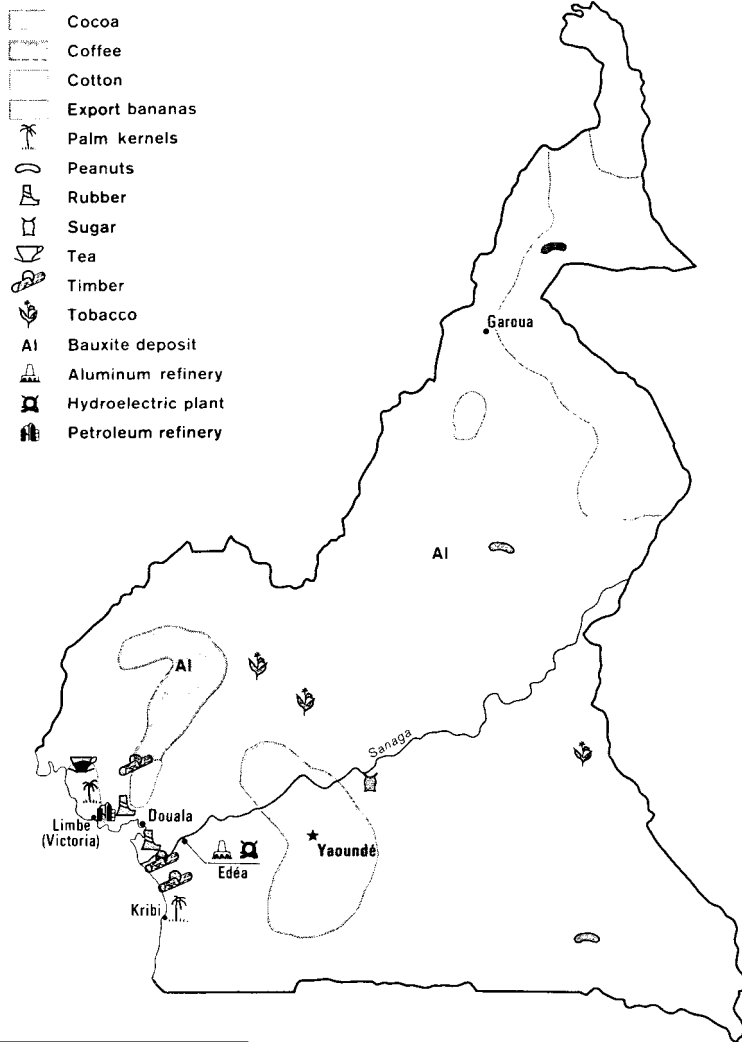 Cocoa
Coffee
Cotton
Export bananas
Palm kernels
Peanuts
Rubber
Sugar
Tea
Timber
Tobacco
Al Bauxite deposit
Aluminum refinery
Hydroelectric plant
Petroleum refinery
Garoua
Al
Al
Sanaga
Limbe
(Victoria)
Douala
Yaoundé
Edéa
Kribi